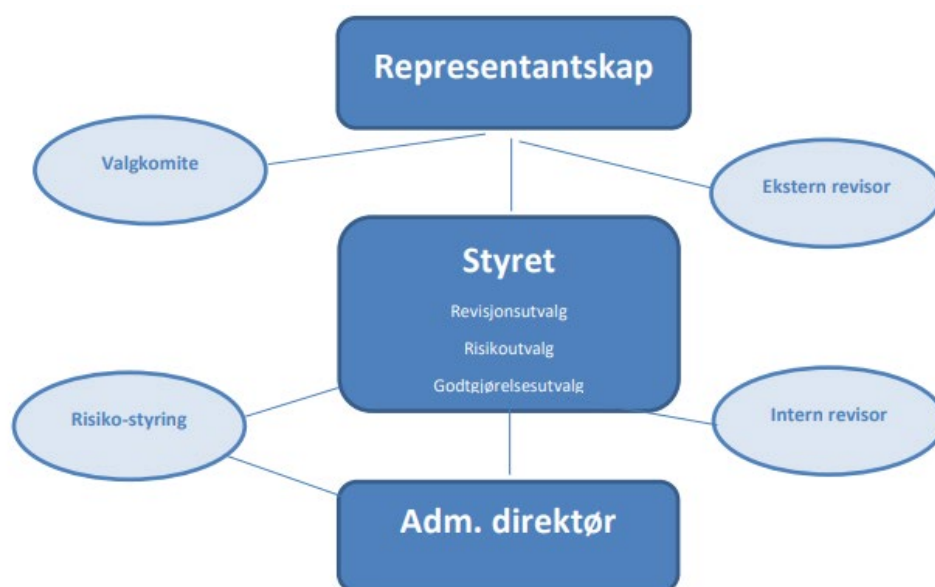 Representantskap
Valgkomite
Ekstern revisor
Styret
Revisjonsutvalg
Risikoutvalg
Godtgjørelsesutvalg
Risiko-styring
Intern revisor
Adm. direktør